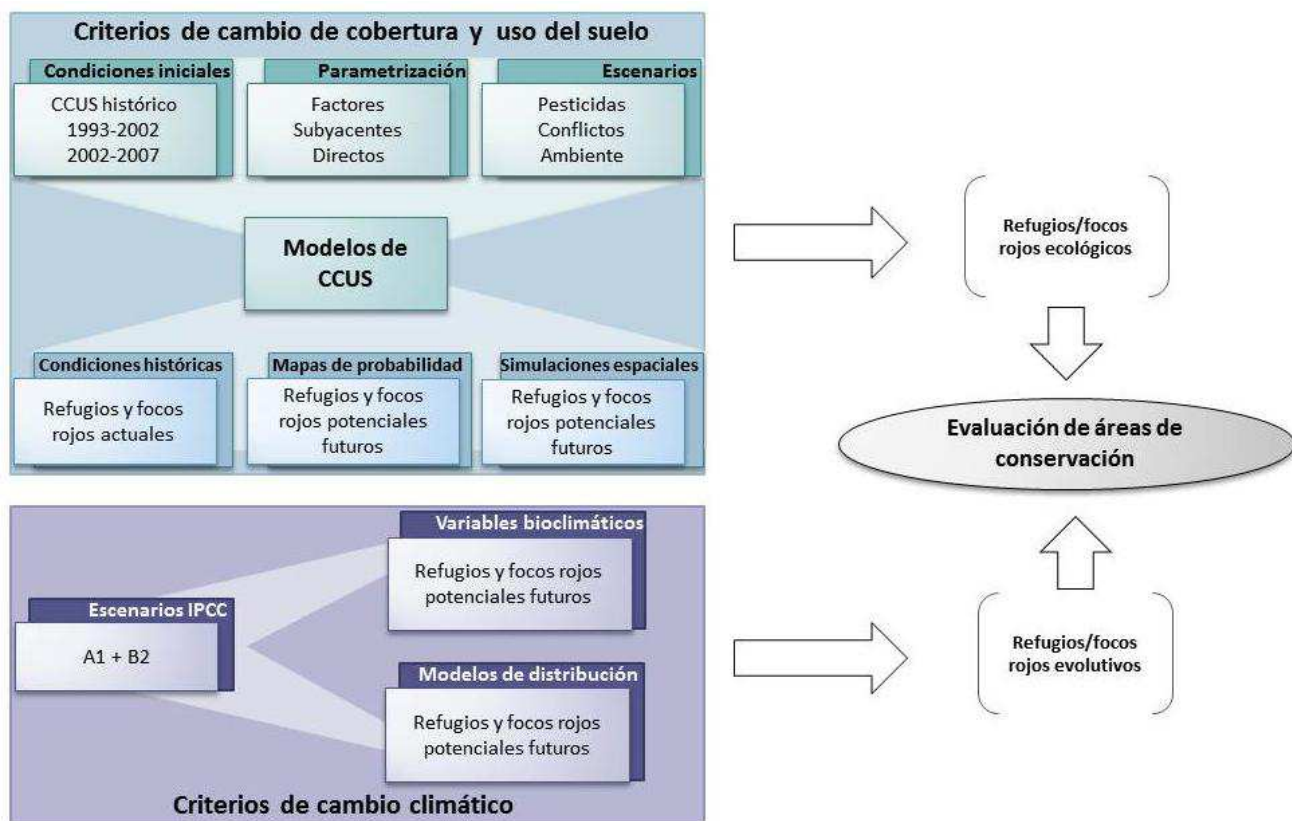 Criterios de cambio de cobertura y uso del suelo
Condiciones iniciales
CCUS histórico
1993-2002
2002-2007
Parametrización
Factores
Subyacentes
Directos
Escenarios
Pesticidas
Conflictos
Ambiente
Modelos de
CCUS
Condiciones históricas
Refugios y focos
rojos actuales
Mapas de probabilidad
Refugios y focos
rojos potenciales
futuros
Simulaciones espaciales
Refugios y focos
rojos potenciales
futuros
Refugios/focos
rojos ecológicos
Evaluación de áreas de
conservación
Refugios/focos
rojos evolutivos
Escenarios IPCC
A1 + B2
Variables bioclimáticos
Refugios y focos rojos
potenciales futuros
Modelos de distribución
Refugios y focos rojos
potenciales futuros
Criterios de cambio climático